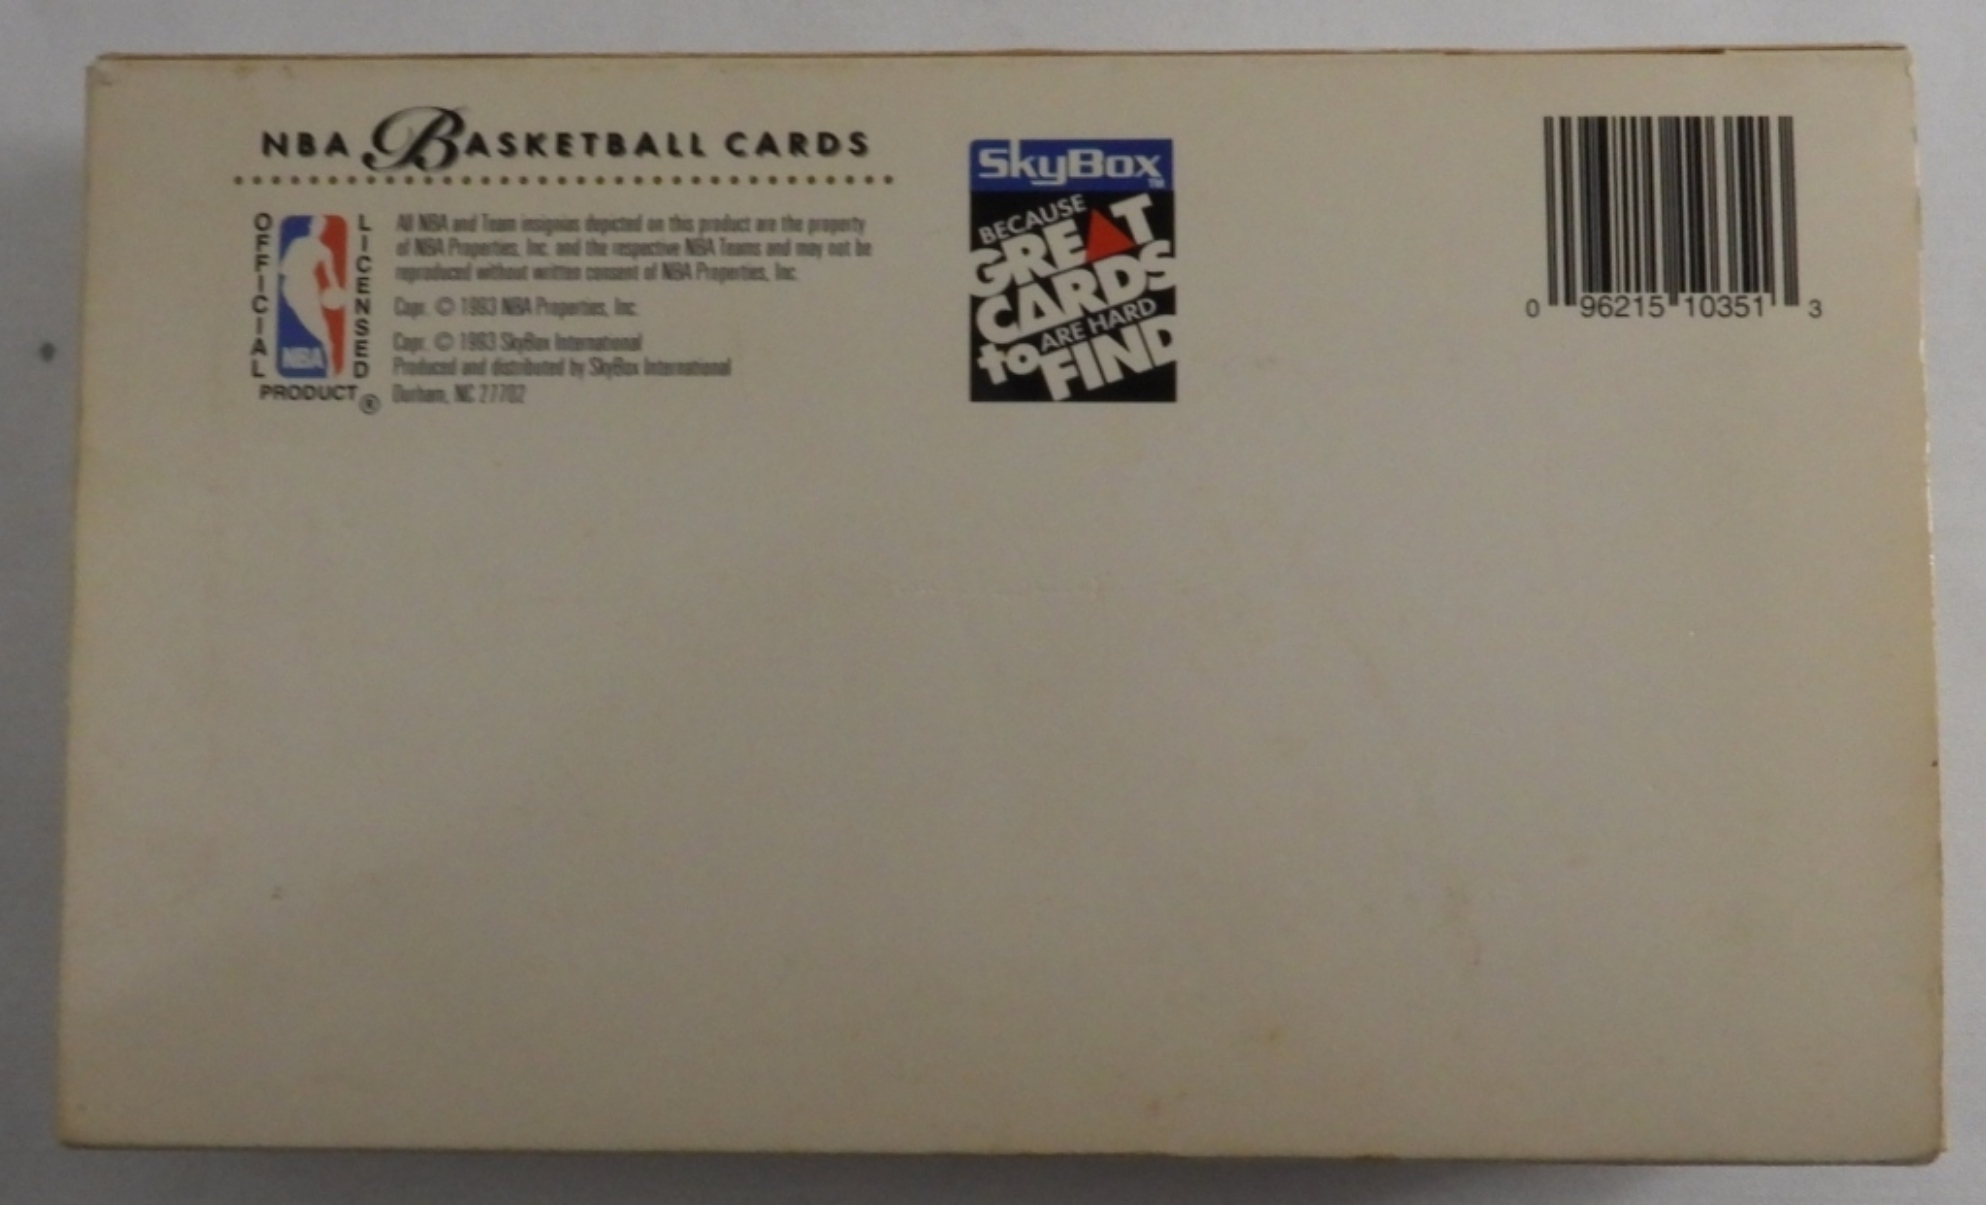 NBA BASKETBALL CARDS
OFFICIAL
LICENSED
PRODUCT®
NBA
All NBA and Team insignias depicted on this product are the property
of NBA Properties, Inc. and the respective NBA Teams and may not be
reproduced without written consent of NBA Properties, Inc.
Copr. © 1993 NBA Properties, Inc.
Copr. © 1993 SkyBox International
Produced and distributed by SkyBox International
Durham, NC 27702
SkyBox™
BECAUSE
GREAT
CARDS
ARE HARD
to FIND
0 96215 10351 3